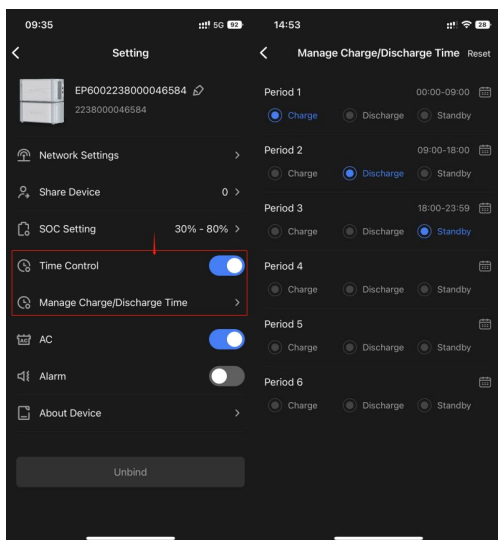 09:35
5G 92
Setting
EP6002238000046584
2238000046584
Network Settings
Share Device 0
SOC Setting 30% - 80%
Time Control
Manage Charge/Discharge Time
AC
AC
Alarm
About Device
Unbind
14:53
28
Manage Charge/Discharge Time Reset
Period 1 00:00-09:00
Charge Discharge Standby
Period 2 09:00-18:00
Charge Discharge Standby
Period 3 18:00-23:59
Charge Discharge Standby
Period 4
Charge Discharge Standby
Period 5
Charge Discharge Standby
Period 6
Charge Discharge Standby